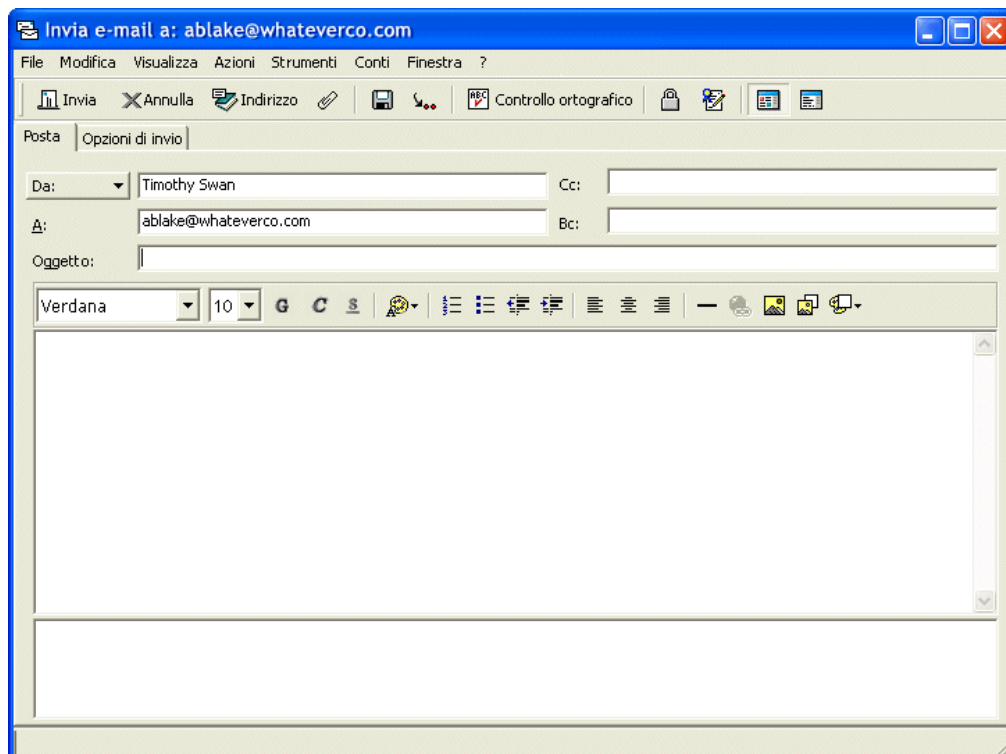 Invia e-mail a: ablake@whateverco.com
File Modifica Visualizza Azioni Strumenti Conti Finestra ?
Invia Annulla Indirizzo ABC Controllo ortografico
Posta Opzioni di invio
Da: Timothy Swan Cc:
A: ablake@whateverco.com Bc:
Oggetto:
Verdana 10 G C S